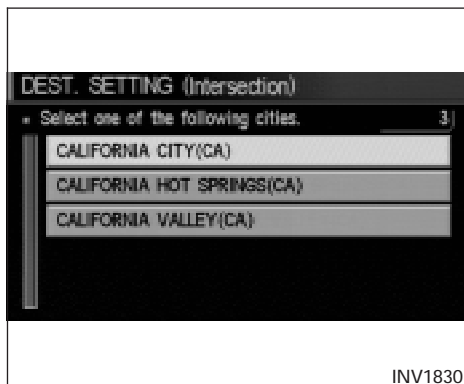 DEST. SETTING (Intersection)
Select one of the following cities. 3
CALIFORNIA CITY(CA)
CALIFORNIA HOT SPRINGS(CA)
CALIFORNIA VALLEY(CA)
INV1830